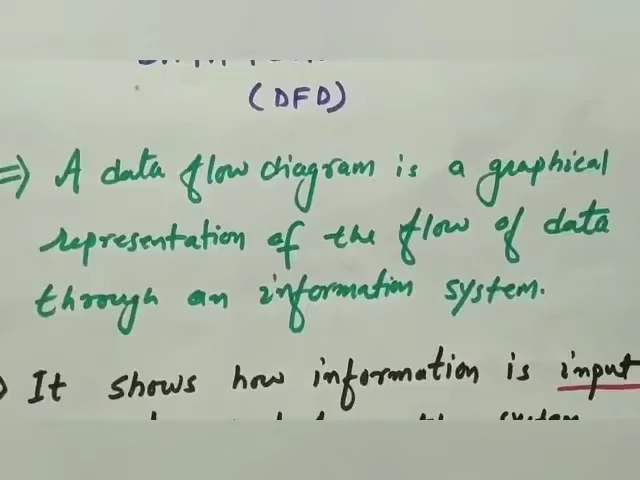 (DFD)
⇒) A data flow diagram is a graphical
representation of the flow of data
through an information system.
It shows how information is input
system